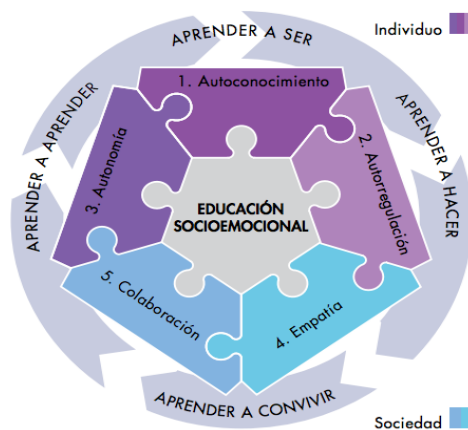 APRENDER A SER
Individuo
1. Autoconocimiento
APRENDER A APRENDER
APRENDER A HACER
3. Autonomía
2. Autorregulación
EDUCACIÓN
SOCIOEMOCIONAL
5. Colaboración
4. Empatía
APRENDER A CONVIVIR
Sociedad